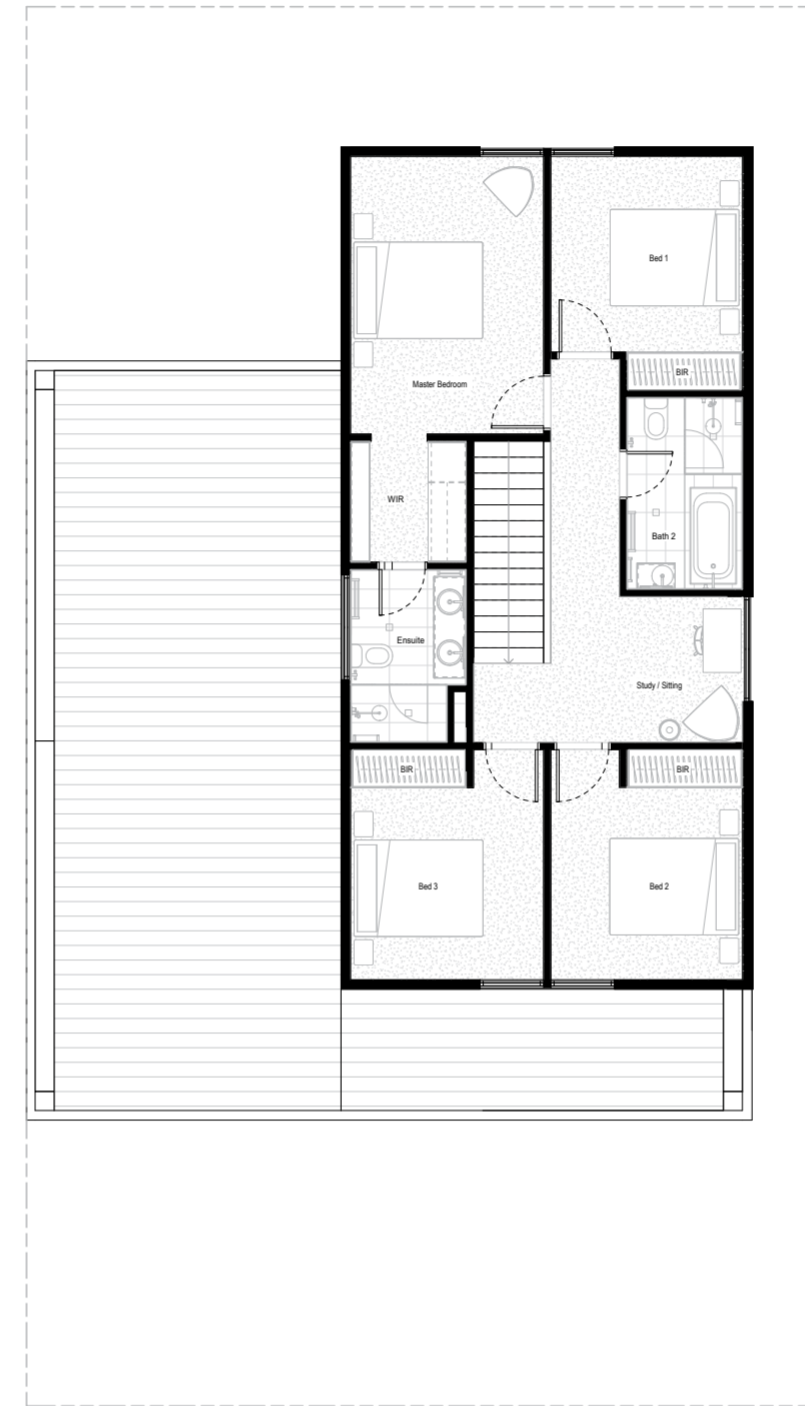 Bed 1
BIR
Master Bedroom
WIR
Bath 2
Ensuite
Study / Sitting
BIR
BIR
Bed 3
Bed 2